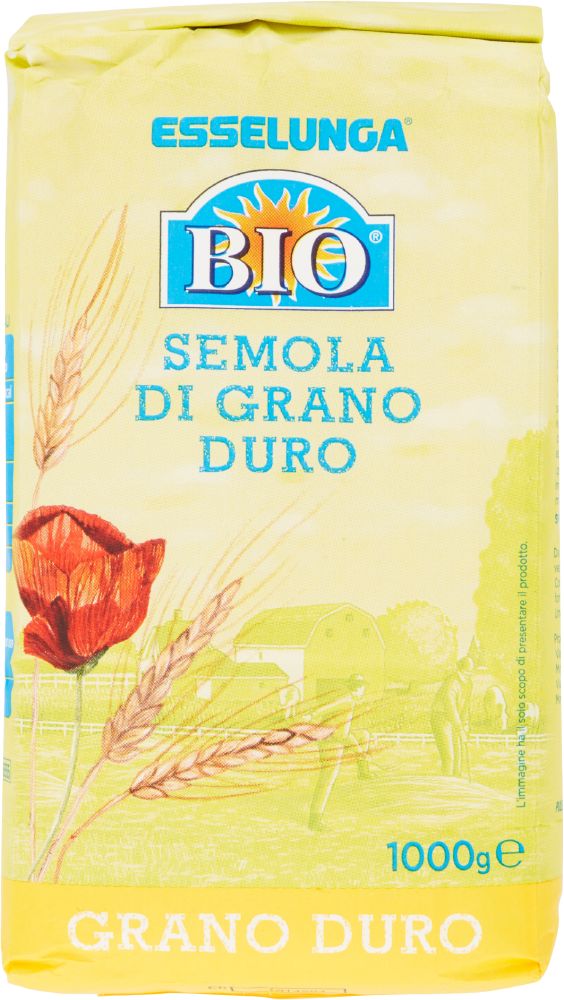 ESSELUNGA®
BIO®
SEMOLA
DI GRANO
DURO
L'immagine ha il solo scopo di presentare il prodotto.
1000g ℮
GRANO DURO